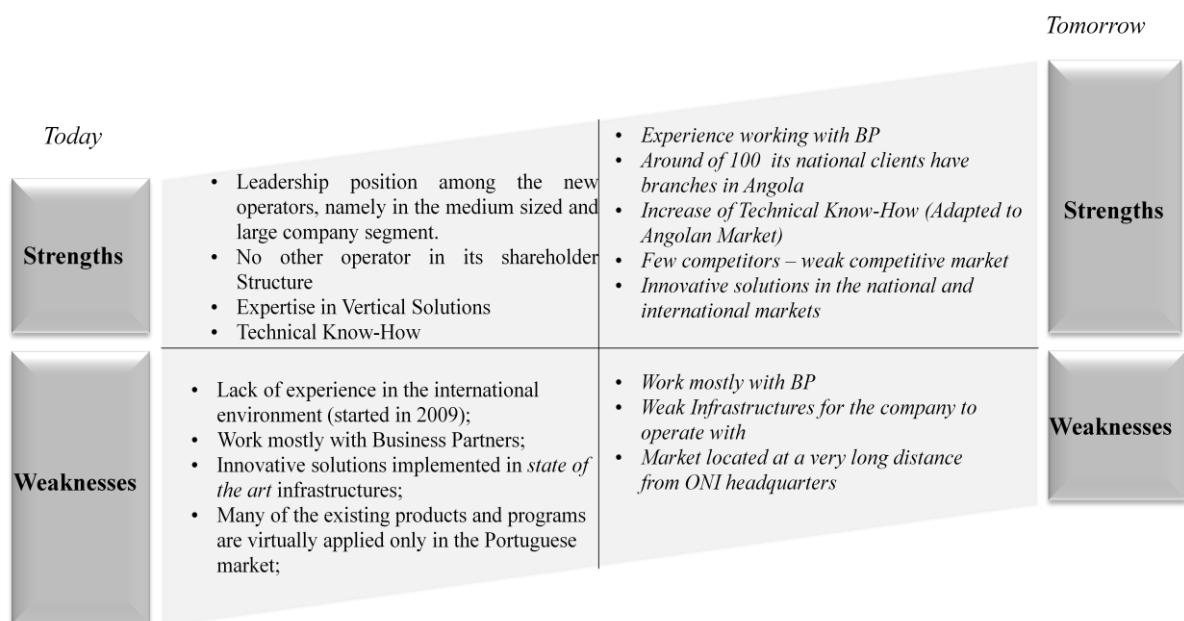 Tomorrow
Today
Strengths
• Leadership position among the new
operators, namely in the medium sized and
large company segment.
• No other operator in its shareholder
Structure
• Expertise in Vertical Solutions
• Technical Know-How
• Experience working with BP
• Around of 100 its national clients have
branches in Angola
• Increase of Technical Know-How (Adapted to
Angolan Market)
• Few competitors – weak competitive market
• Innovative solutions in the national and
international markets
Strengths
Weaknesses
• Lack of experience in the international
environment (started in 2009);
• Work mostly with Business Partners;
• Innovative solutions implemented in state of
the art infrastructures;
• Many of the existing products and programs
are virtually applied only in the Portuguese
market;
• Work mostly with BP
• Weak Infrastructures for the company to
operate with
• Market located at a very long distance
from ONI headquarters
Weaknesses